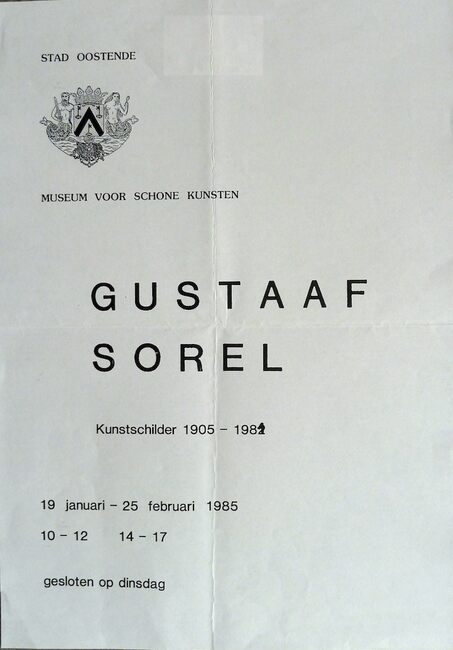 STAD OOSTENDE
MUSEUM VOOR SCHONE KUNSTEN
GUSTAAF
SOREL
Kunstschilder 1905 - 1981
19 januari - 25 februari 1985
10 - 12 14 - 17
gesloten op dinsdag